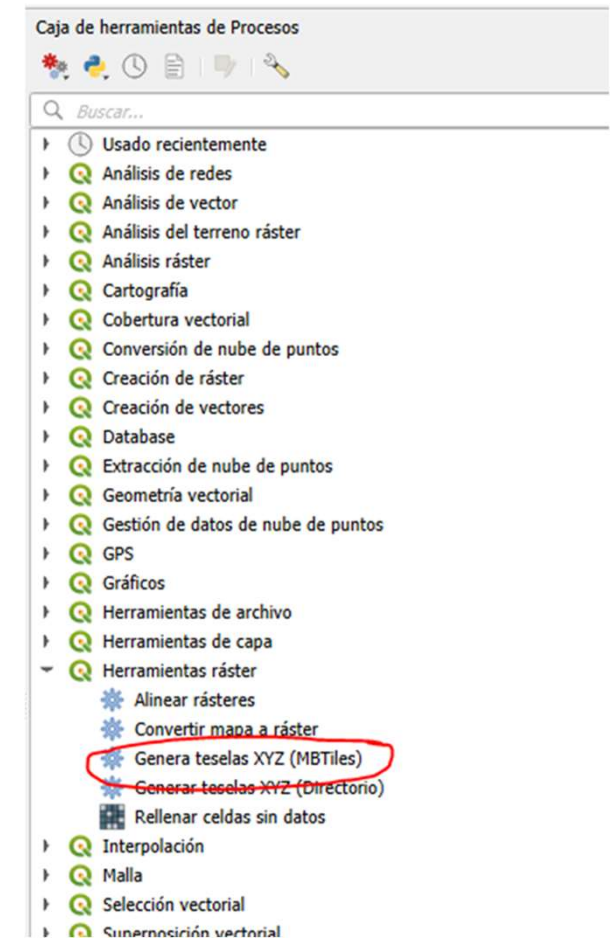 Caja de herramientas de Procesos
Buscar...
Usado recientemente
Análisis de redes
Análisis de vector
Análisis del terreno ráster
Análisis ráster
Cartografía
Cobertura vectorial
Conversión de nube de puntos
Creación de ráster
Creación de vectores
Database
Extracción de nube de puntos
Geometría vectorial
Gestión de datos de nube de puntos
GPS
Gráficos
Herramientas de archivo
Herramientas de capa
Herramientas ráster
Alinear rásteres
Convertir mapa a ráster
Genera teselas XYZ (MBTiles)
Generar teselas XYZ (Directorio)
Rellenar celdas sin datos
Interpolación
Malla
Selección vectorial
Superposición vectorial